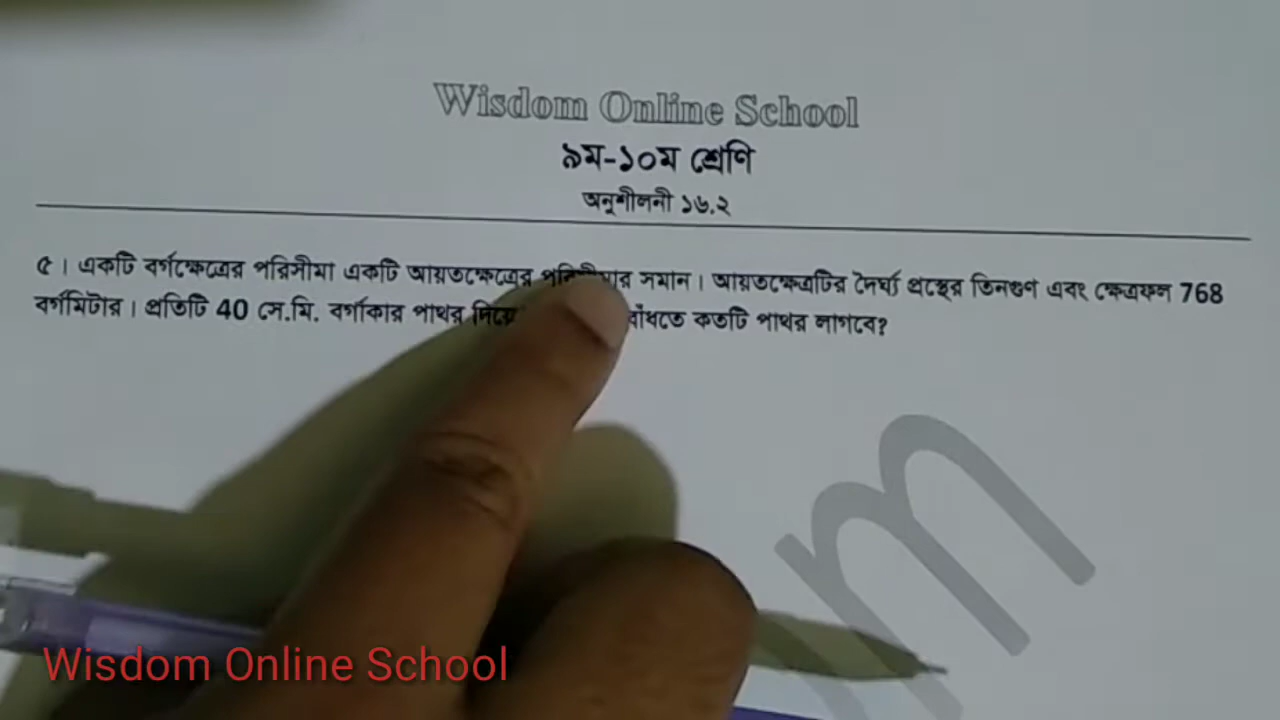 Wisdom Online School
৯ম-১০ম শ্রেণি
অনুশীলনী ১৬.২
৫। একটি বর্গক্ষেত্রের পরিসীমা একটি আয়তক্ষেত্রের পরিসীমার সমান। আয়তক্ষেত্রটির দৈর্ঘ্য প্রস্থের তিনগুণ এবং ক্ষেত্রফল 768
বর্গমিটার। প্রতিটি 40 সে.মি. বর্গাকার পাথর দিয়ে বাঁধতে কতটি পাথর লাগবে?
m
Wisdom Online School